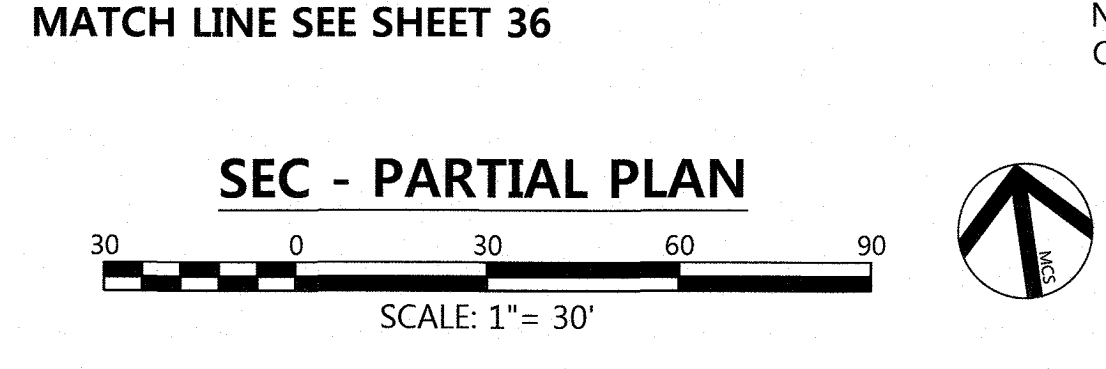 MATCH LINE SEE SHEET 36
SEC - PARTIAL PLAN
30 0 30 60 90
SCALE: 1"= 30'
MCS